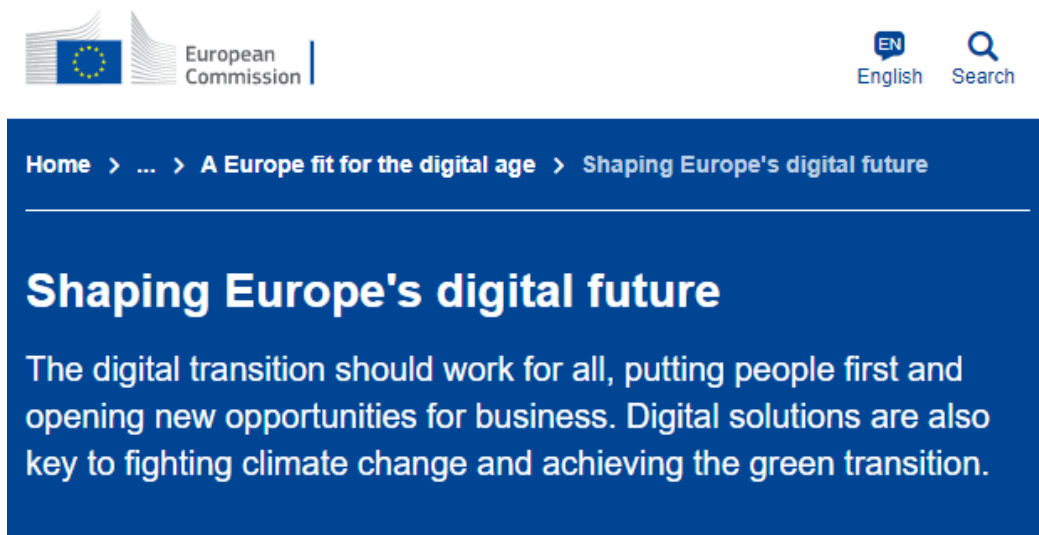 European
Commission
EN
English
Search
Home > ... > A Europe fit for the digital age > Shaping Europe's digital future
Shaping Europe's digital future
The digital transition should work for all, putting people first and
opening new opportunities for business. Digital solutions are also
key to fighting climate change and achieving the green transition.